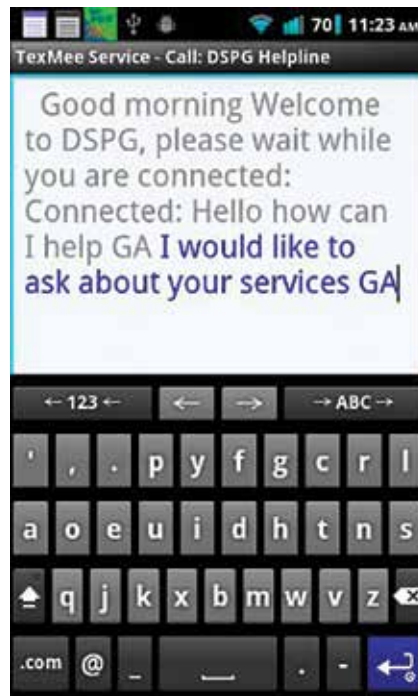 70 11:23 AM
TexMee Service - Call: DSPG Helpline
Good morning Welcome
to DSPG, please wait while
you are connected:
Connected: Hello how can
I help GA I would like to
ask about your services GA
←123← ← → →ABC→
' , . p y f g c r l
a o e u i d h t n s
q j k x b m w v z
.com @ _ . -